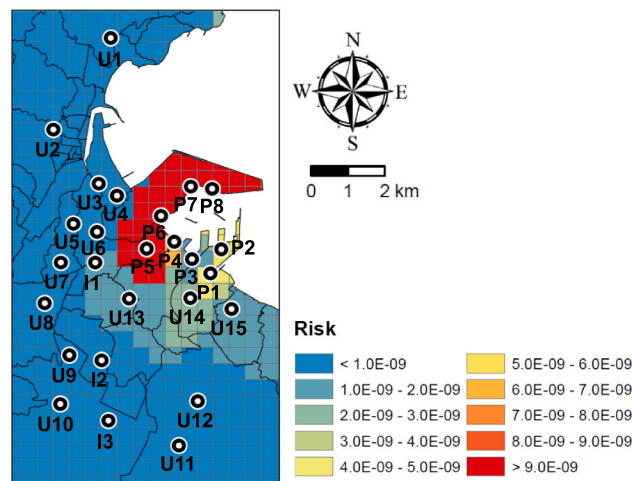 U1
U2
U3
U4
U5
U6
U7
I1
U8
P7
P8
P6
P5
P4
P3
P2
P1
U13
U14
U15
U9
I2
U10
I3
U12
U11
N
W
E
S
0 1 2 km
Risk
< 1.0E-09
1.0E-09 - 2.0E-09
2.0E-09 - 3.0E-09
3.0E-09 - 4.0E-09
4.0E-09 - 5.0E-09
5.0E-09 - 6.0E-09
6.0E-09 - 7.0E-09
7.0E-09 - 8.0E-09
8.0E-09 - 9.0E-09
> 9.0E-09